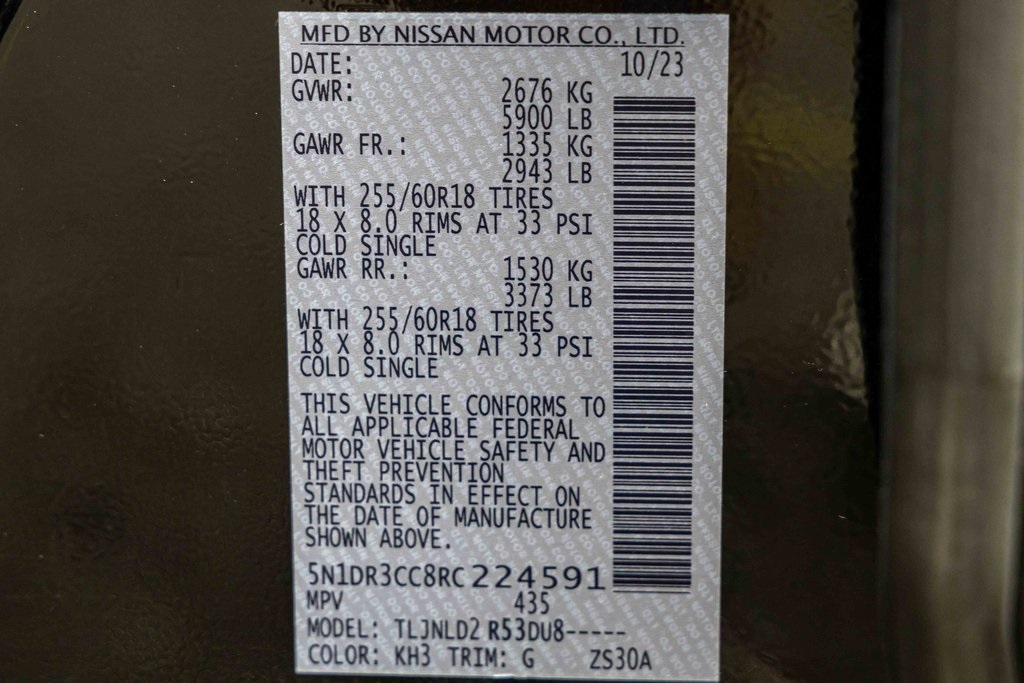 MFD BY NISSAN MOTOR CO., LTD.
DATE: 10/23
GVWR: 2676 KG
5900 LB
GAWR FR.: 1335 KG
2943 LB
WITH 255/60R18 TIRES
18 X 8.0 RIMS AT 33 PSI
COLD SINGLE
GAWR RR.: 1530 KG
3373 LB
WITH 255/60R18 TIRES
18 X 8.0 RIMS AT 33 PSI
COLD SINGLE
THIS VEHICLE CONFORMS TO
ALL APPLICABLE FEDERAL
MOTOR VEHICLE SAFETY AND
THEFT PREVENTION
STANDARDS IN EFFECT ON
THE DATE OF MANUFACTURE
SHOWN ABOVE.
5N1DR3CC8RC224591
MPV 435
MODEL: TLJNLD2 R53DU8-----
COLOR: KH3 TRIM: G ZS30A